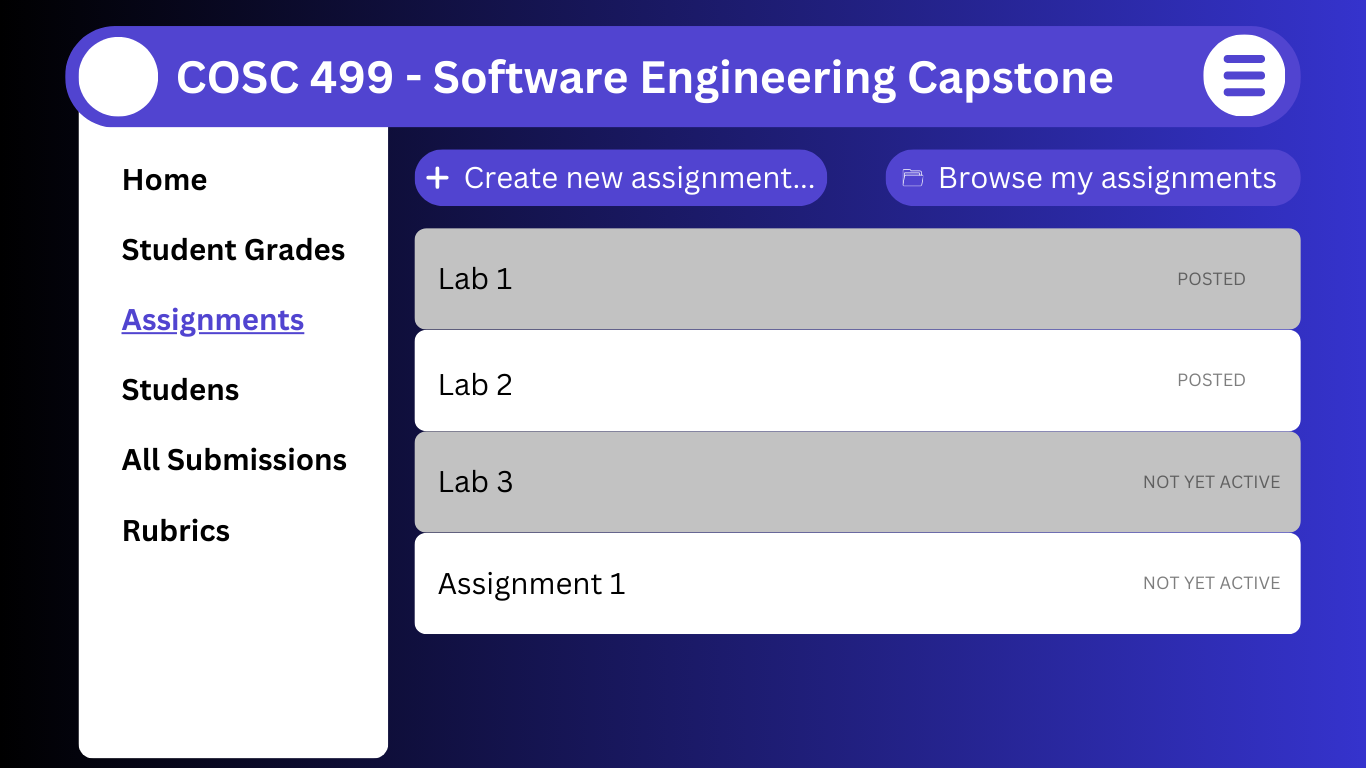 COSC 499 - Software Engineering Capstone
Home
Student Grades
Assignments
Studens
All Submissions
Rubrics
Create new assignment...
Browse my assignments
Lab 1
POSTED
Lab 2
POSTED
Lab 3
NOT YET ACTIVE
Assignment 1
NOT YET ACTIVE